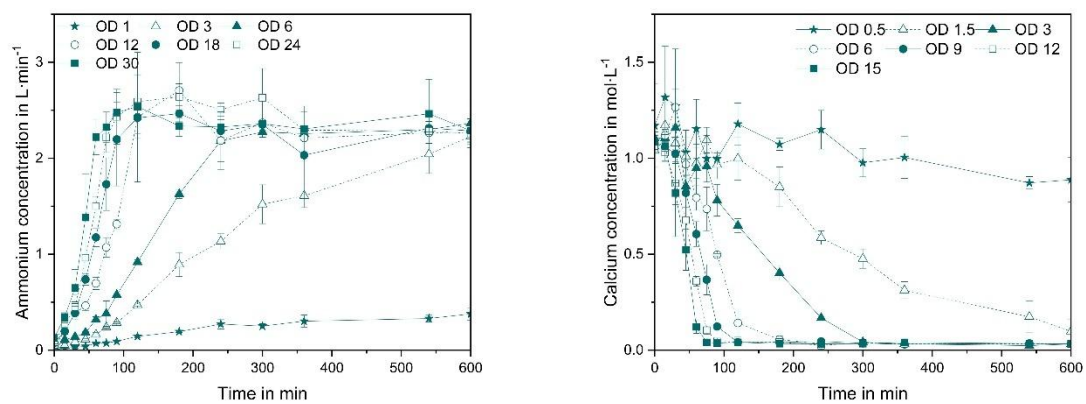 OD 1 OD 3 OD 6
OD 12 OD 18 OD 24
OD 30
3
2
1
0
0 100 200 300 400 500 600
Ammonium concentration in L·min⁻¹
Time in min
OD 0.5 OD 1.5 OD 3
OD 6 OD 9 OD 12
OD 15
1.5
1.0
0.5
0.0
0 100 200 300 400 500 600
Calcium concentration in mol·L⁻¹
Time in min